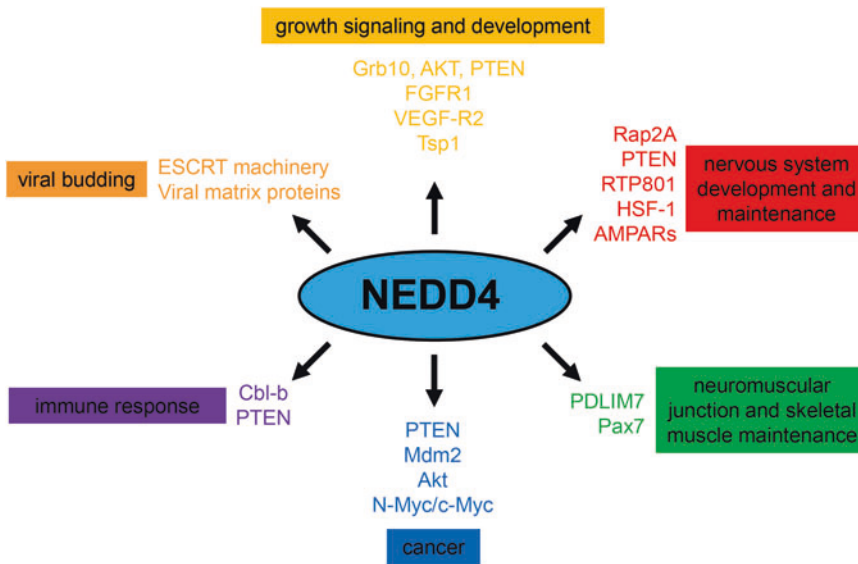 growth signaling and development
Grb10, AKT, PTEN
FGFR1
VEGF-R2
Tsp1
viral budding
ESCRT machinery
Viral matrix proteins
Rap2A
PTEN
RTP801
HSF-1
AMPARs
nervous system
development and
maintenance
NEDD4
immune response
Cbl-b
PTEN
PTEN
Mdm2
Akt
N-Myc/c-Myc
cancer
PDLIM7
Pax7
neuromuscular
junction and skeletal
muscle maintenance